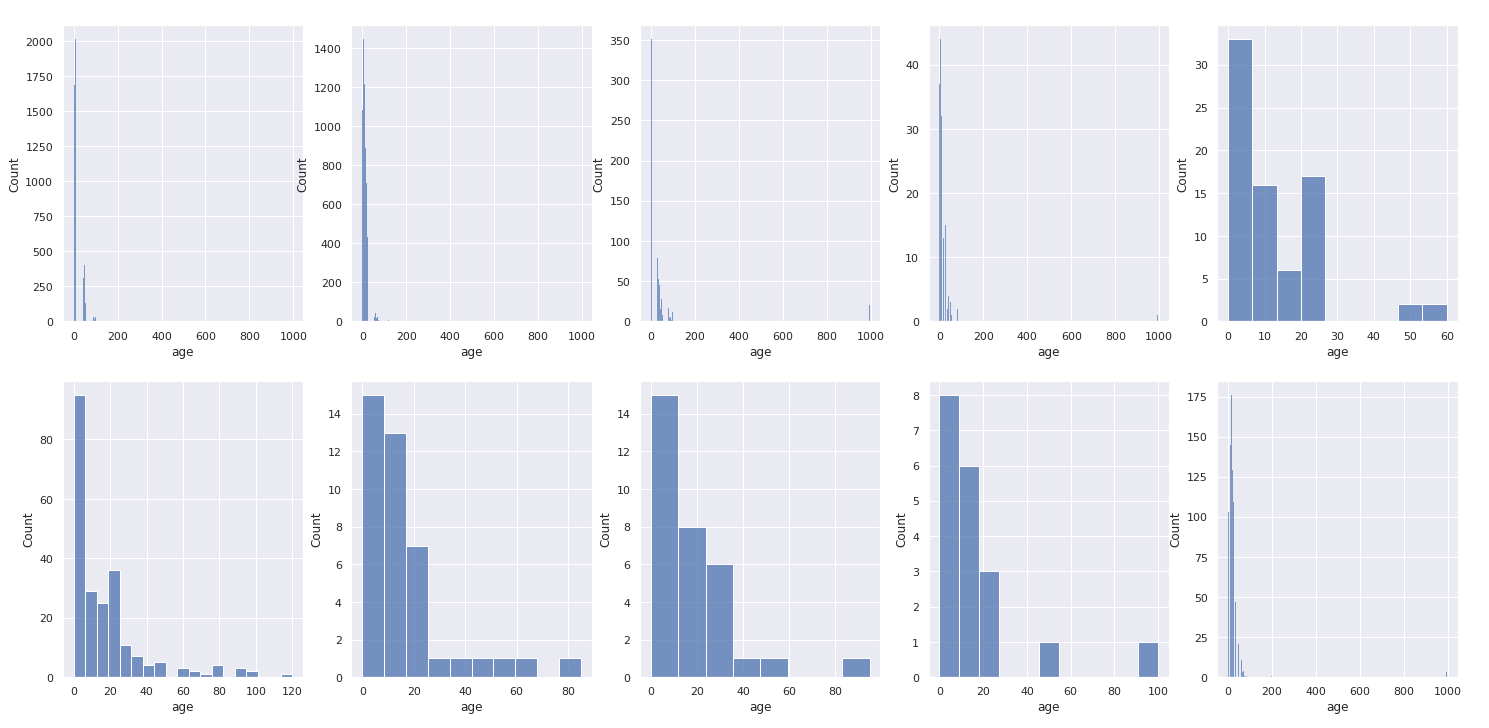 2000
1750
1500
1250
1000
750
500
250
0
Count
0 200 400 600 800 1000
age
1400
1200
1000
800
600
400
200
0
Count
0 200 400 600 800 1000
age
350
300
250
200
150
100
50
0
Count
0 200 400 600 800 1000
age
40
30
20
10
0
Count
0 200 400 600 800 1000
age
30
25
20
15
10
5
0
Count
0 10 20 30 40 50 60
age
80
60
40
20
0
Count
0 20 40 60 80 100 120
age
14
12
10
8
6
4
2
0
Count
0 20 40 60 80
age
14
12
10
8
6
4
2
0
Count
0 20 40 60 80
age
8
7
6
5
4
3
2
1
0
Count
0 20 40 60 80 100
age
175
150
125
100
75
50
25
0
Count
0 200 400 600 800 1000
age